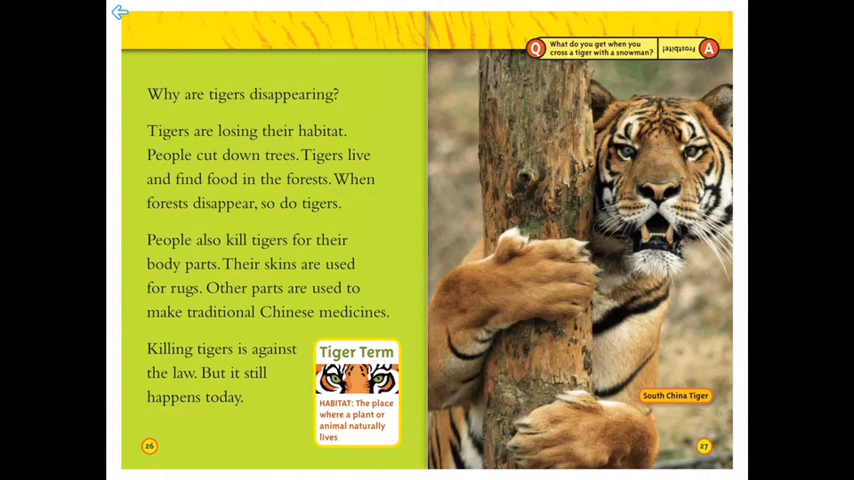 Why are tigers disappearing?
Tigers are losing their habitat.
People cut down trees. Tigers live
and find food in the forests. When
forests disappear, so do tigers.
People also kill tigers for their
body parts. Their skins are used
for rugs. Other parts are used to
make traditional Chinese medicines.
Killing tigers is against
the law. But it still
happens today.
Tiger Term
HABITAT: The place
where a plant or
animal naturally
lives
26
Q
What do you get when you
cross a tiger with a snowman?
Frostbite!
A
South China Tiger
27